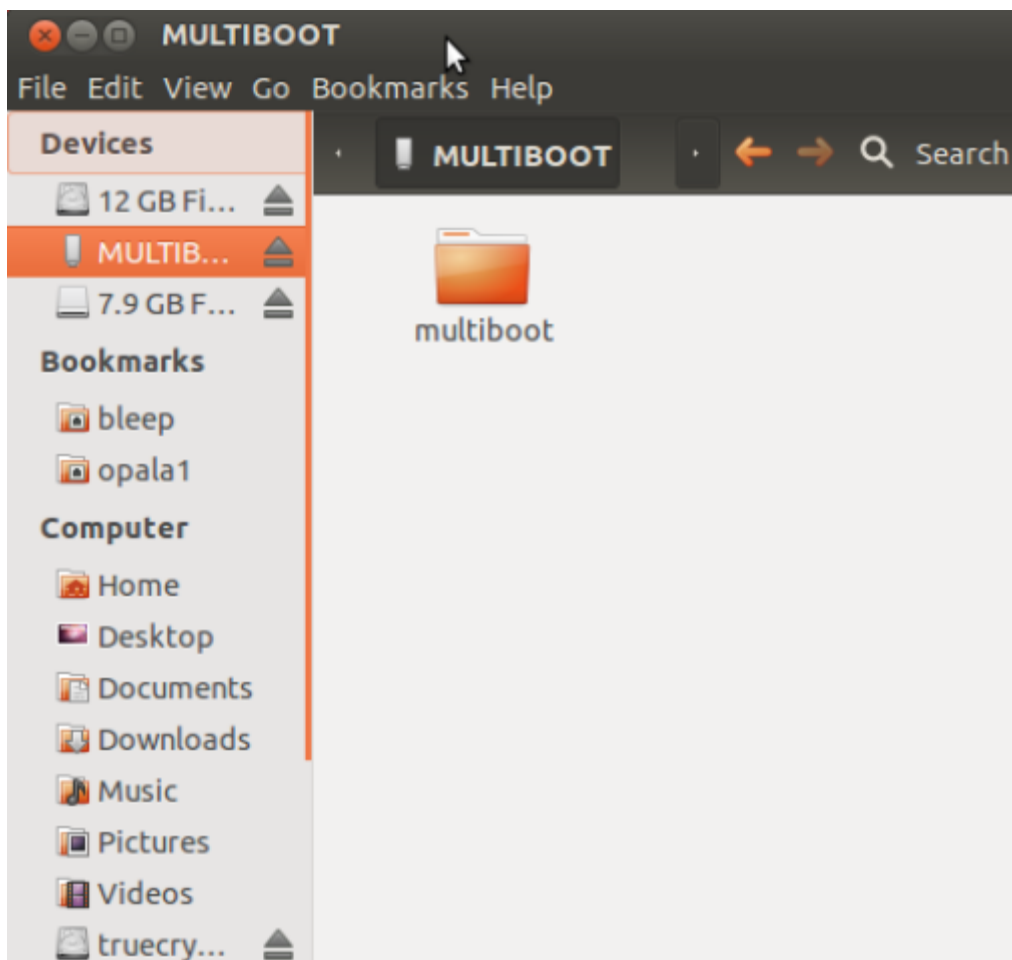 MULTIBOOT
File Edit View Go Bookmarks Help
Devices
MULTIBOOT
Search
12 GB Fi...
MULTIB...
7.9 GB F...
multiboot
Bookmarks
bleep
opala1
Computer
Home
Desktop
Documents
Downloads
Music
Pictures
Videos
truecry...